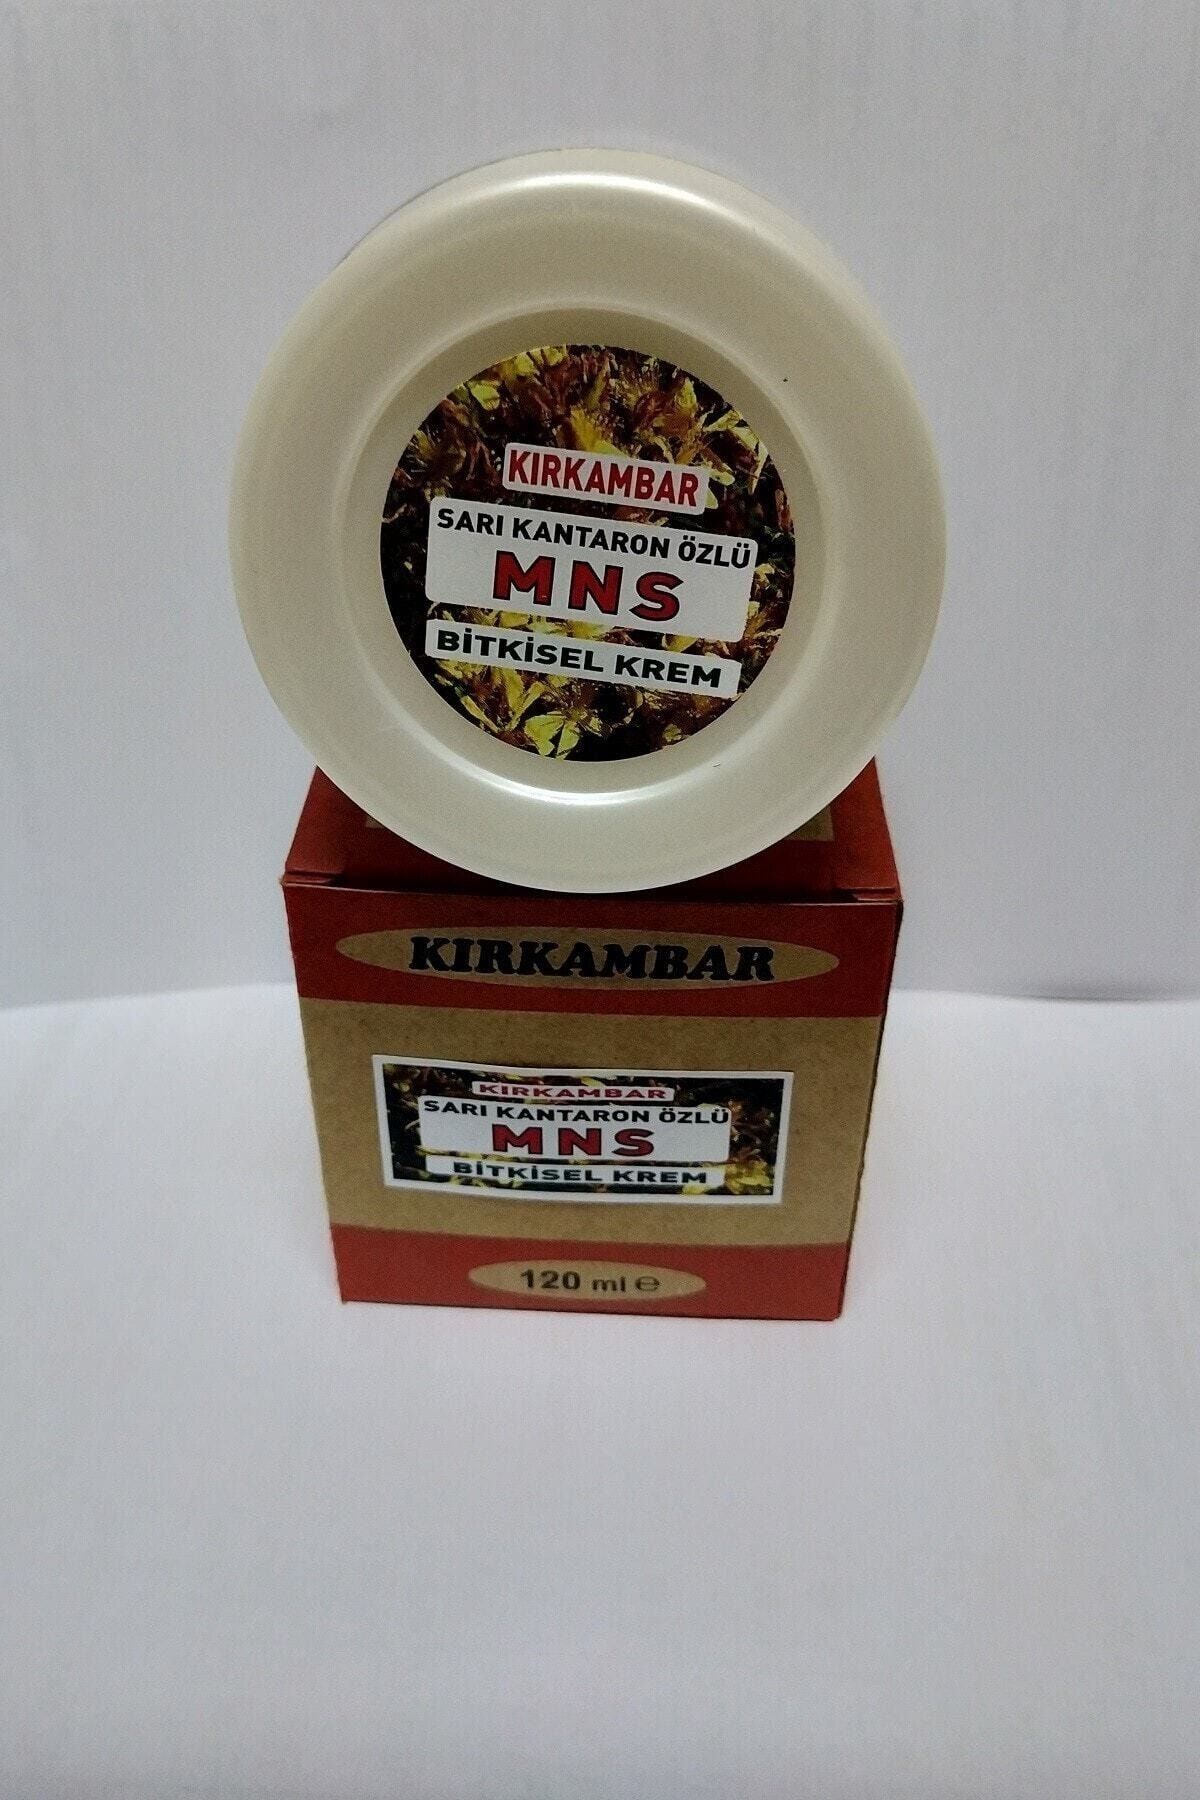 KIRKAMBAR
SARI KANTARON ÖZLÜ
MNS
BİTKİSEL KREM
KIRKAMBAR
KIRKAMBAR
SARI KANTARON ÖZLÜ
MNS
BİTKİSEL KREM
120 ml ℮